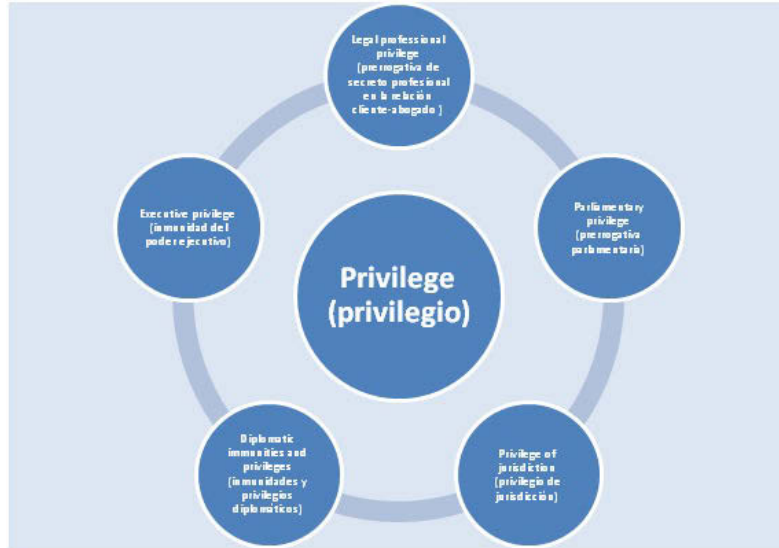 Legal professional
privilege
(prerrogativa de
secreto profesional
en la relación
cliente-abogado )
Executive privilege
(inmunidad del
poder ejecutivo)
Parliamentary
privilege
(prerrogativa
parlamentaria)
Privilege
(privilegio)
Diplomatic
immunities and
privileges
(inmunidades y
privilegios
diplomáticos)
Privilege of
jurisdiction
(privilegio de
jurisdicción)